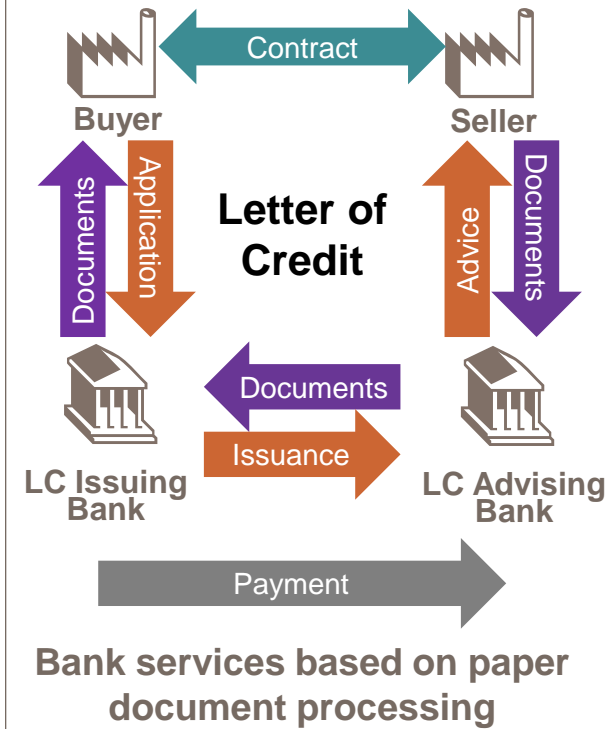 Contract
Buyer
Seller
Documents
Application
Letter of
Credit
Advice
Documents
Documents
Issuance
LC Issuing
Bank
LC Advising
Bank
Payment
Bank services based on paper
document processing